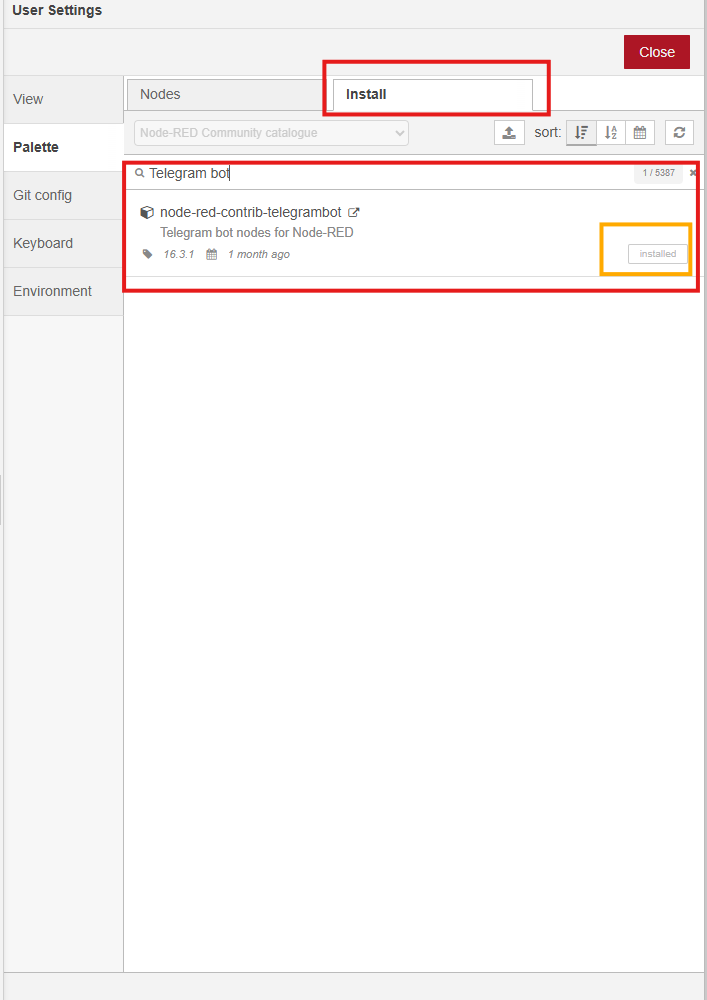 User Settings
Close
View
Palette
Git config
Keyboard
Environment
Nodes
Install
Node-RED Community catalogue
sort:
Telegram bot
1 / 5387
node-red-contrib-telegrambot
Telegram bot nodes for Node-RED
16.3.1
1 month ago
installed